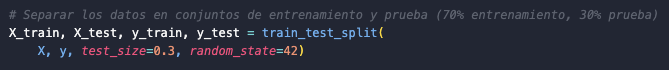 # Separar los datos en conjuntos de entrenamiento y prueba (70% entrenamiento, 30% prueba)
X_train, X_test, y_train, y_test = train_test_split(
    X, y, test_size=0.3, random_state=42)